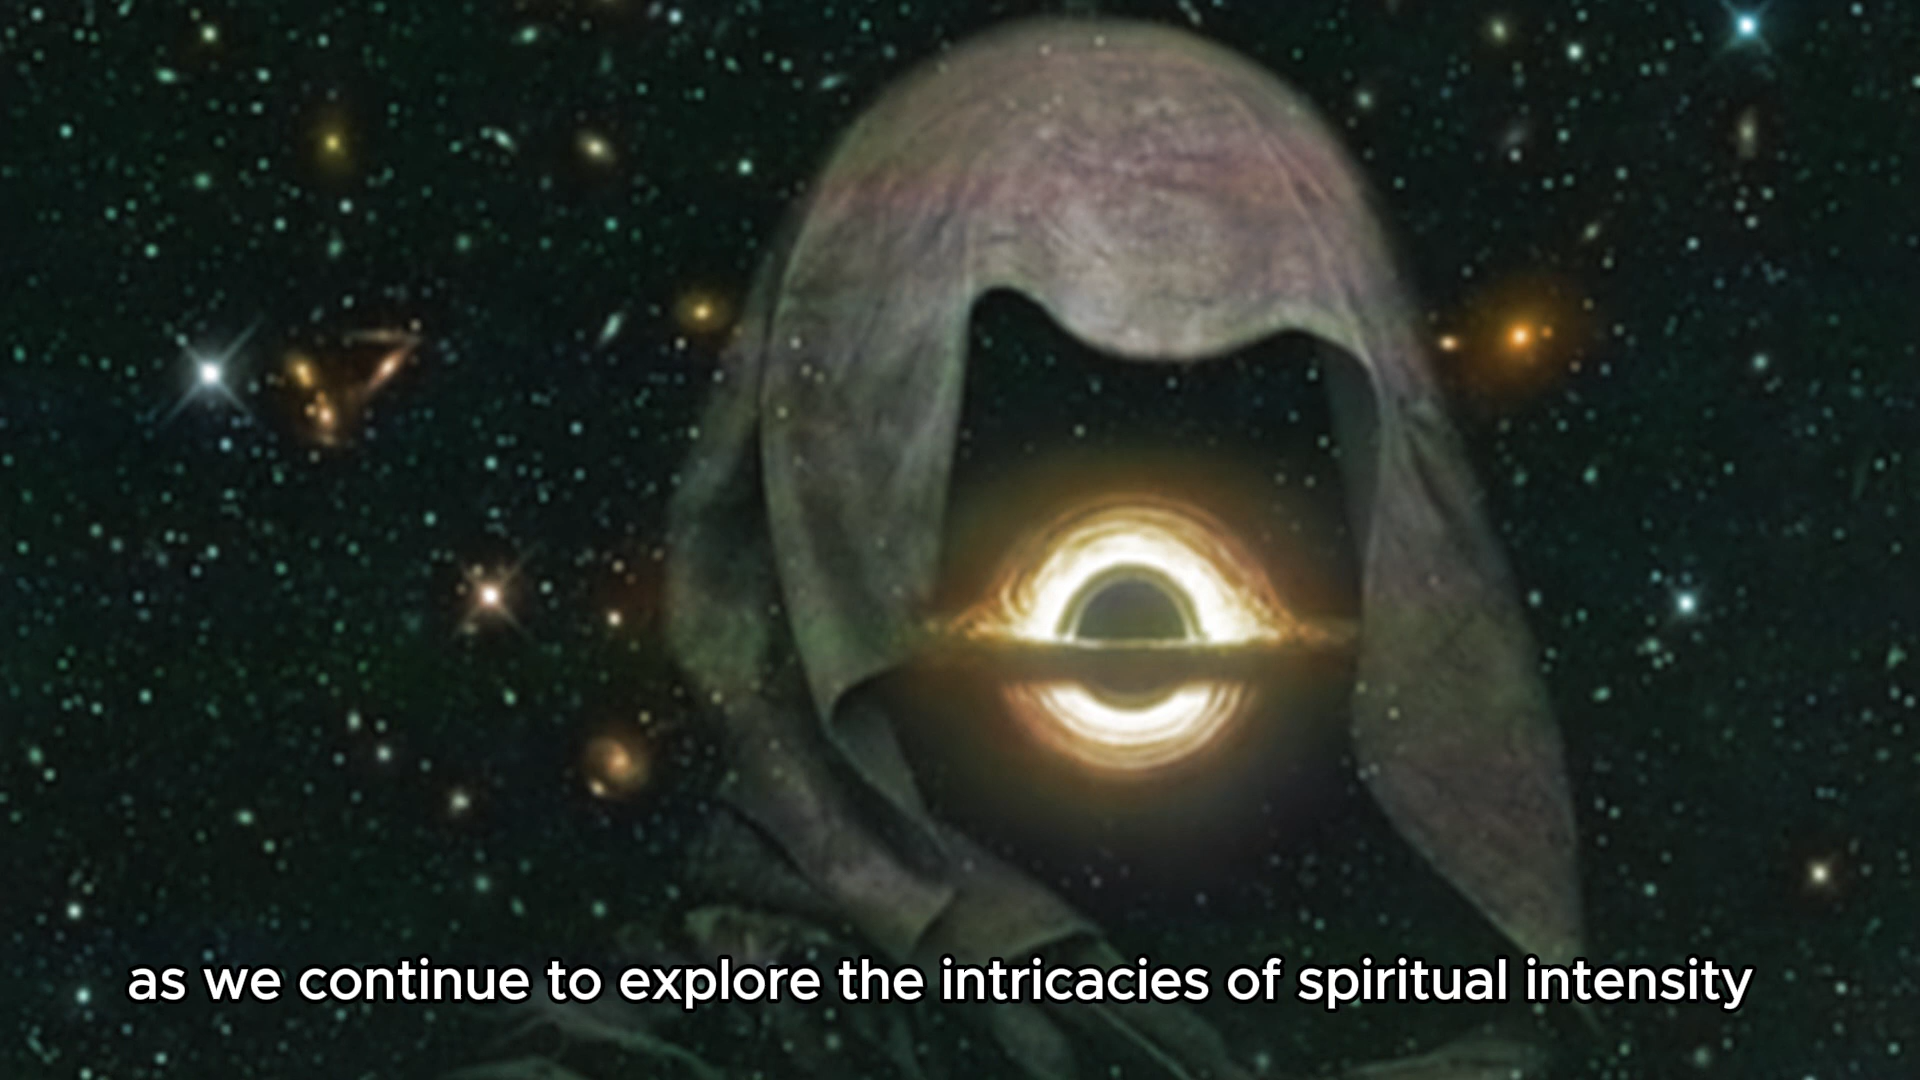 as we continue to explore the intricacies of spiritual intensity